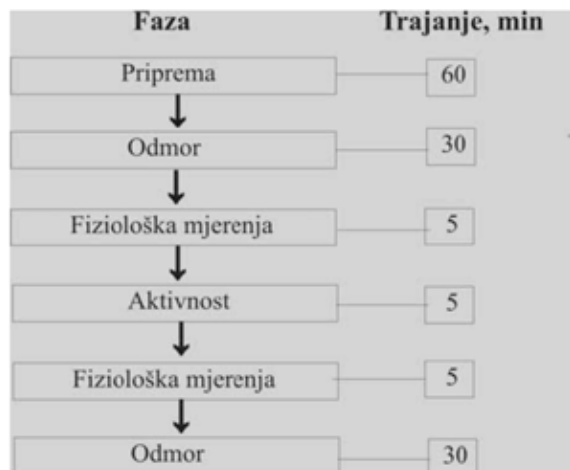 Faza Trajanje, min
Priprema 60
Odmor 30
Fiziološka mjerenja 5
Aktivnost 5
Fiziološka mjerenja 5
Odmor 30